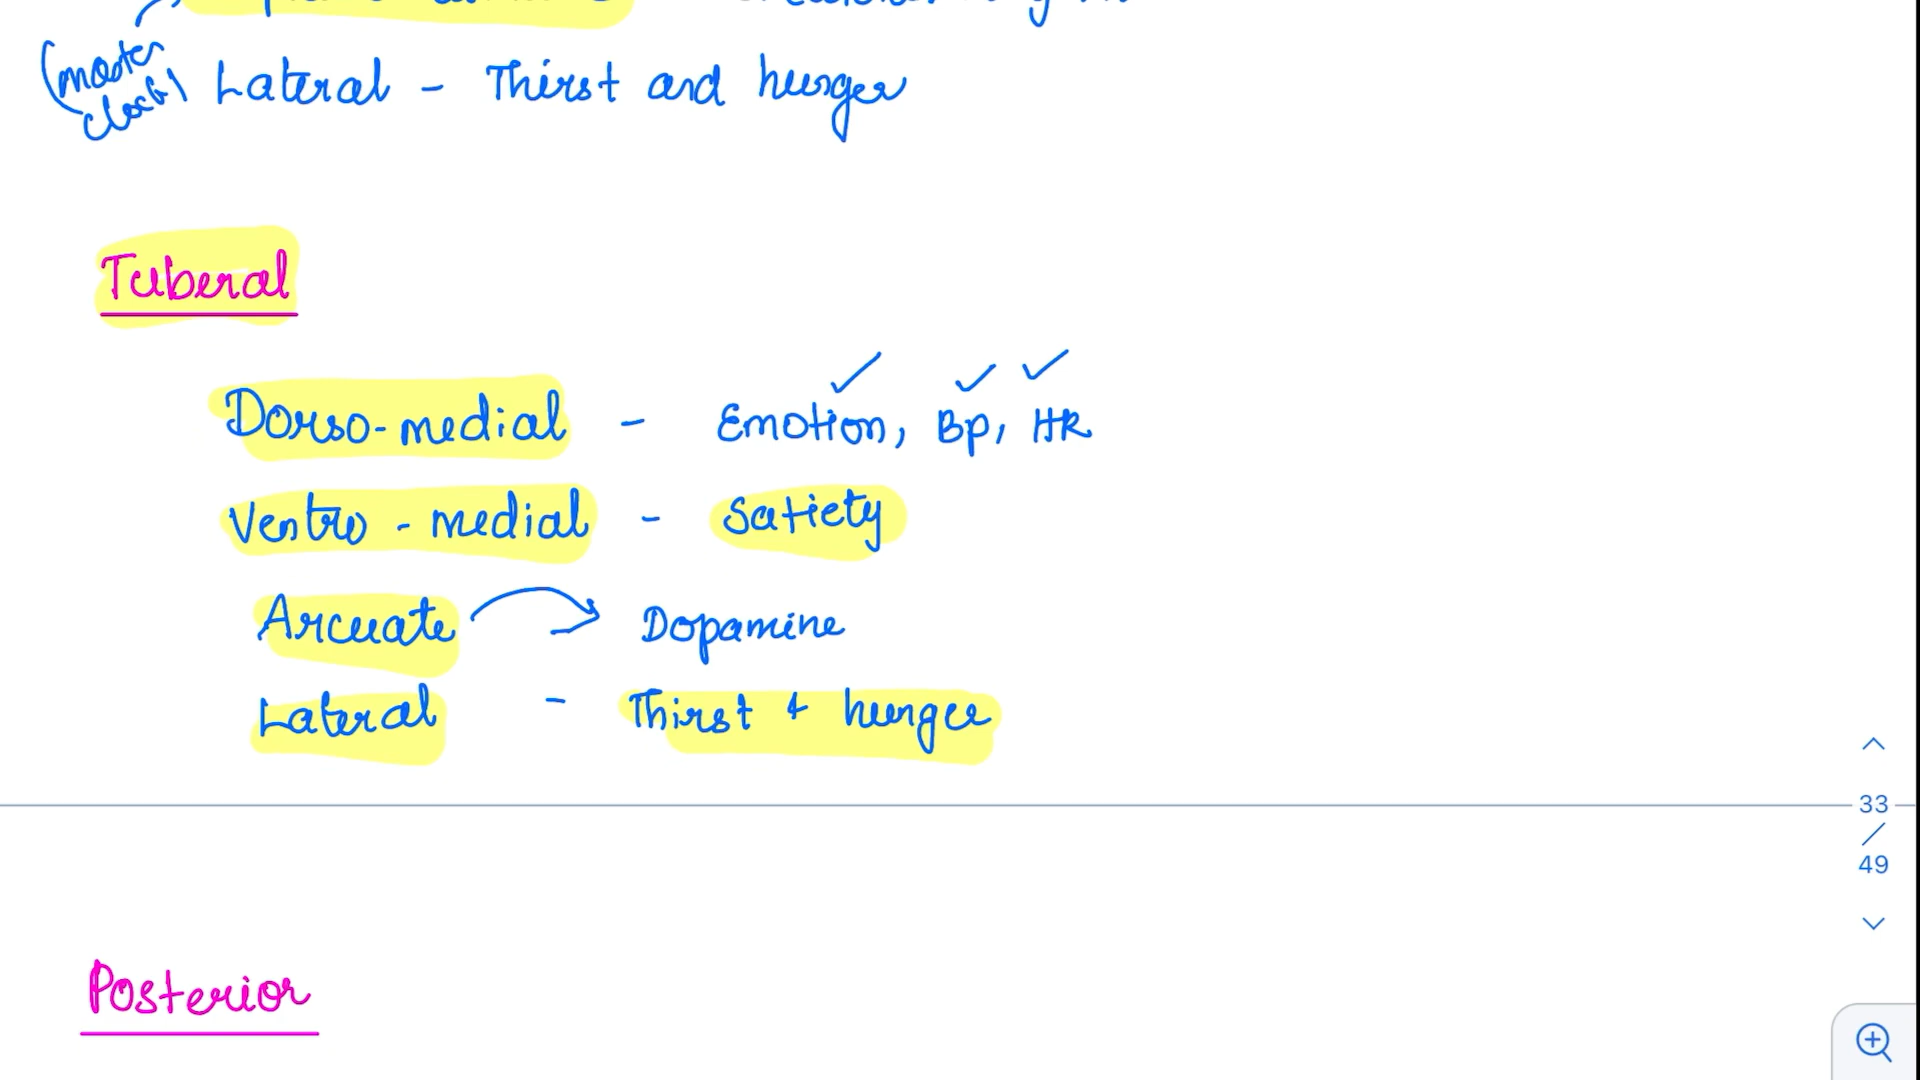 (master
clock)
Lateral - Thirst and hunger
Tuberal
Dorso-medial - Emotion, Bp, HR
Ventro-medial - Satiety
Arcuate → Dopamine
Lateral - Thirst & hunger
33
/
49
Posterior